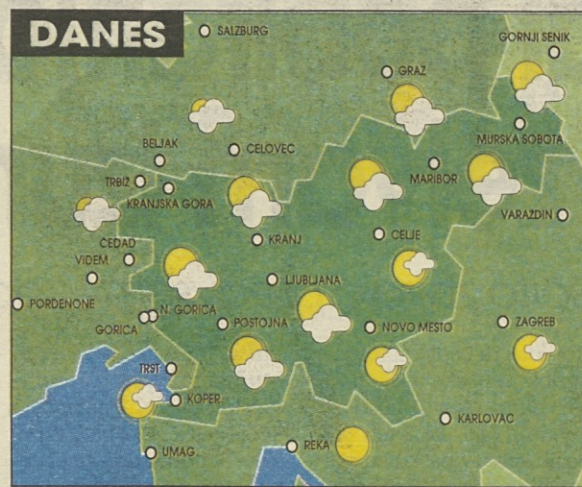 DANES
SALZBURG
GORNJI SENIK
GRAZ
MURSKA SOBOTA
BELJAK
CELOVEC
MARIBOR
TRBIŽ
KRANJSKA GORA
VARAŽDIN
KRANJ
CELJE
ČEDAD
VIDEM
LJUBLJANA
PORDENONE
N. GORICA
GORICA
POSTOJNA
NOVO MESTO
ZAGREB
TRST
KOPER
KARLOVAC
UMAG
REKA